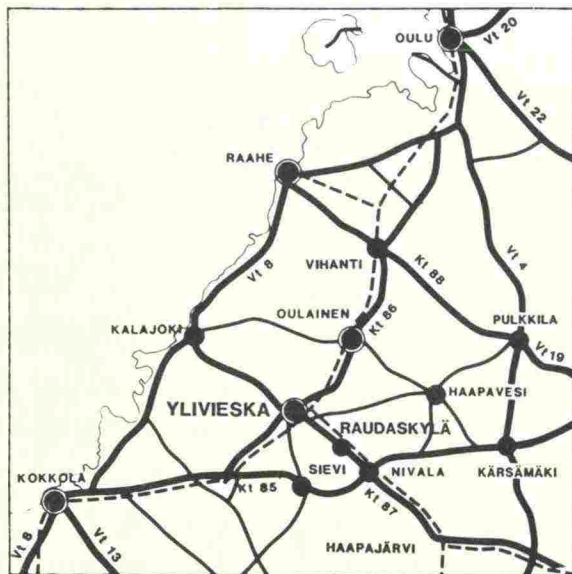 OULU
Vt 20
Vt 22
RAAHE
Vt 8
VIHANTI
Kt 88
Vt 4
OULAINEN
Kt 86
KALAJOKI
PULKKILA
Vt 19
HAAPAVESI
YLIVIESKA
RAUDASKYLÄ
KOKKOLA
SIEVI
NIVALA
KÄRSÄMÄKI
Kt 85
Kt 87
Vt 8
Vt 13
HAAPAJÄRVI